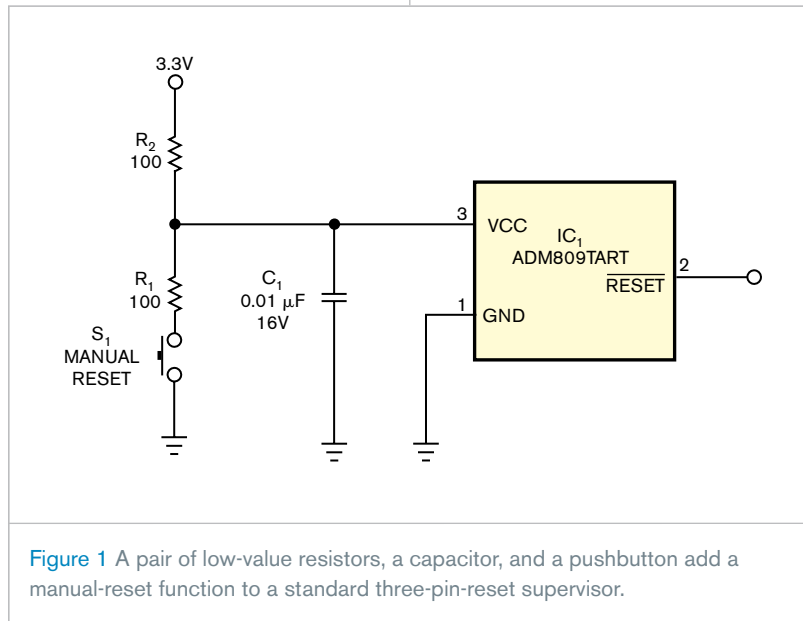 3.3V
R2
100
R1
100
S1
MANUAL
RESET
C1
0.01 µF
16V
3
VCC
IC1
ADM809TART
RESET
2
1
GND
Figure 1 A pair of low-value resistors, a capacitor, and a pushbutton add a
manual-reset function to a standard three-pin-reset supervisor.